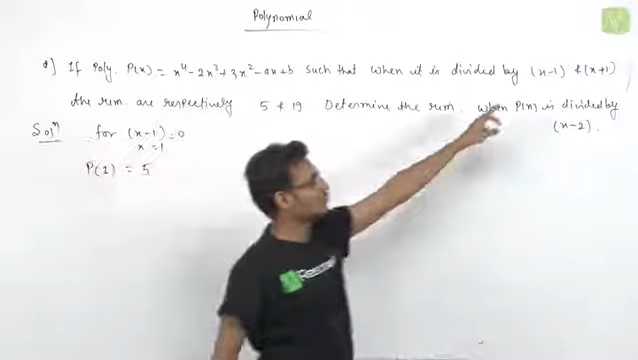 Polynomial
Q] If Poly. P(x) = x⁴-2x³+3x²-ax+b such that when it is divided by (x-1) & (x+1)
the rem. are respectively 5 & 19 Determine the rem. when P(x) is divided by
(x-2).
Solⁿ for (x-1)=0
x=1
P(1) = 5